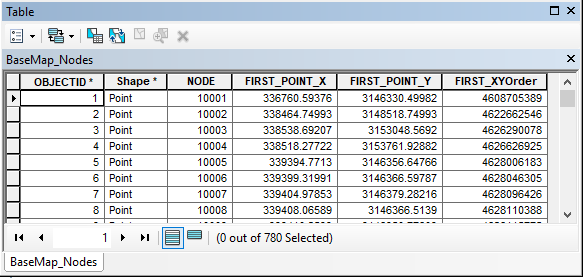 Table
BaseMap_Nodes
OBJECTID * Shape * NODE FIRST_POINT_X FIRST_POINT_Y FIRST_XYOrder
1 Point 10001 336760.59376 3146330.49982 4608705389
2 Point 10002 338464.74993 3148518.74993 4622662546
3 Point 10003 338538.69207 3153048.5692 4626290078
4 Point 10004 338518.27722 3153761.92882 4626626925
5 Point 10005 339394.7713 3146356.64766 4628006183
6 Point 10006 339399.31991 3146366.59787 4628046305
7 Point 10007 339404.97853 3146379.28216 4628096426
8 Point 10008 339408.06589 3146366.5139 4628110388
1 (0 out of 780 Selected)
BaseMap_Nodes